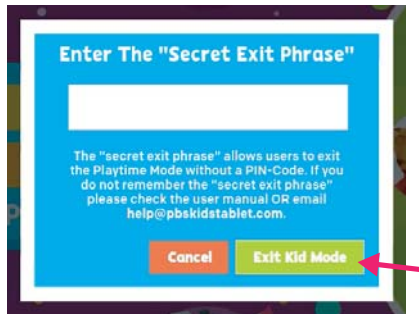 Enter The "Secret Exit Phrase"
The "secret exit phrase" allows users to exit
the Playtime Mode without a PIN-Code. If you
do not remember the "secret exit phrase"
please check the user manual OR email
help@pbskidstablet.com.
Cancel Exit Kid Mode